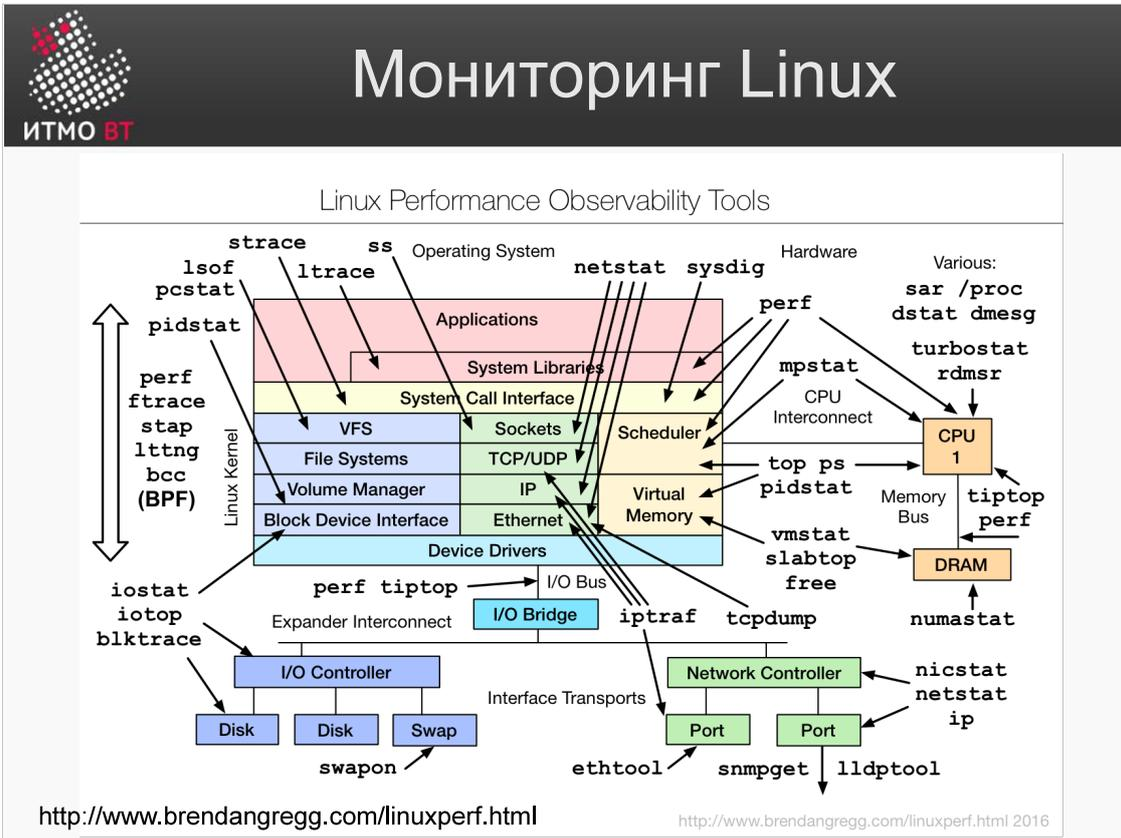 ИТМО ВТ
Мониторинг Linux
Linux Performance Observability Tools
strace
ss
Operating System
Hardware
lsof
pcstat
ltrace
netstat
sysdig
Various:
sar /proc
dstat dmesg
pidstat
Applications
perf
turbostat
rdmsr
System Libraries
mpstat
perf
ftrace
stap
lttng
bcc
(BPF)
Linux Kernel
System Call Interface
CPU
Interconnect
VFS
Sockets
Scheduler
CPU
1
File Systems
TCP/UDP
top ps
pidstat
Volume Manager
IP
Virtual
Memory
Memory
Bus
tiptop
perf
Block Device Interface
Ethernet
vmstat
slabtop
free
Device Drivers
DRAM
iostat
iotop
blktrace
perf tiptop
I/O Bus
I/O Bridge
iptraf
tcpdump
numastat
Expander Interconnect
I/O Controller
Network Controller
nicstat
netstat
ip
Interface Transports
Disk
Disk
Swap
Port
Port
swapon
ethtool
snmpget
lldptool
http://www.brendangregg.com/linuxperf.html
http://www.brendangregg.com/linuxperf.html 2016